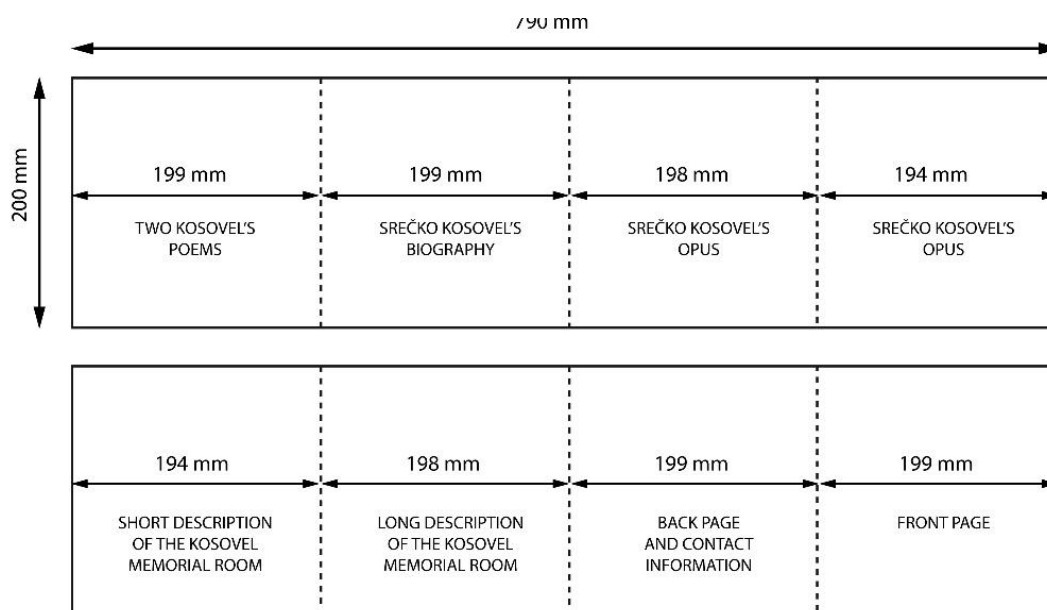 790 mm
200 mm
199 mm
199 mm
198 mm
194 mm
TWO KOSOVEL'S
POEMS
SREČKO KOSOVEL'S
BIOGRAPHY
SREČKO KOSOVEL'S
OPUS
SREČKO KOSOVEL'S
OPUS
194 mm
198 mm
199 mm
199 mm
SHORT DESCRIPTION
OF THE KOSOVEL
MEMORIAL ROOM
LONG DESCRIPTION
OF THE KOSOVEL
MEMORIAL ROOM
BACK PAGE
AND CONTACT
INFORMATION
FRONT PAGE